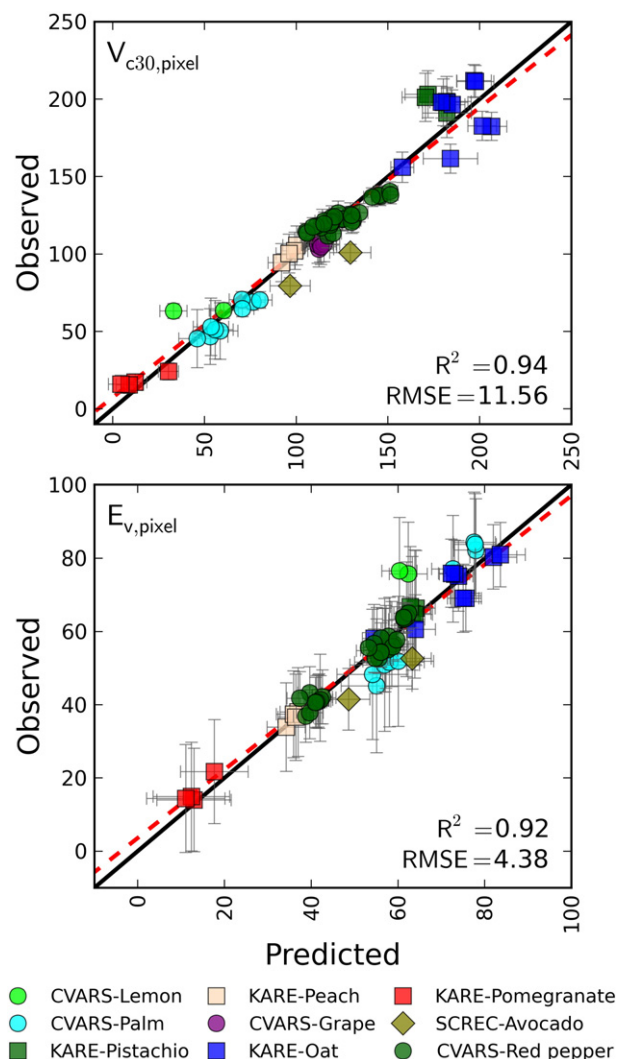 250
V_c30,pixel
200
150
Observed
100
50
R² =0.94
RMSE=11.56
0
0
50
100
150
200
250
100
E_v,pixel
80
60
Observed
40
20
R² =0.92
RMSE=4.38
0
0
20
40
60
80
100
Predicted
CVARS-Lemon KARE-Peach KARE-Pomegranate
CVARS-Palm CVARS-Grape SCREC-Avocado
KARE-Pistachio KARE-Oat CVARS-Red pepper